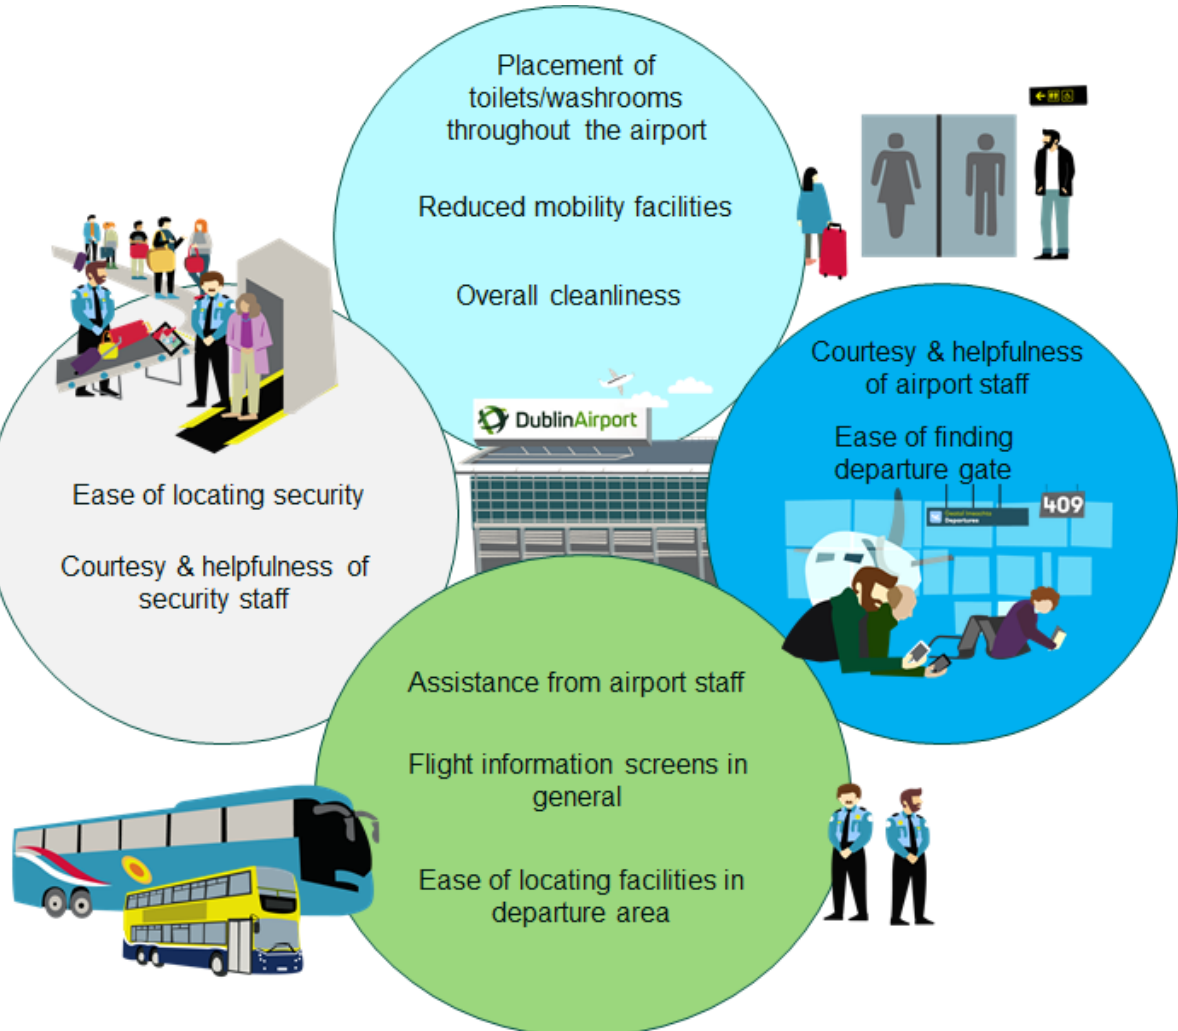 Placement of
toilets/washrooms
throughout the airport
Reduced mobility facilities
Overall cleanliness
DublinAirport
Courtesy & helpfulness
of airport staff
Ease of finding
departure gate
409
Departures
Ease of locating security
Courtesy & helpfulness of
security staff
Assistance from airport staff
Flight information screens in
general
Ease of locating facilities in
departure area